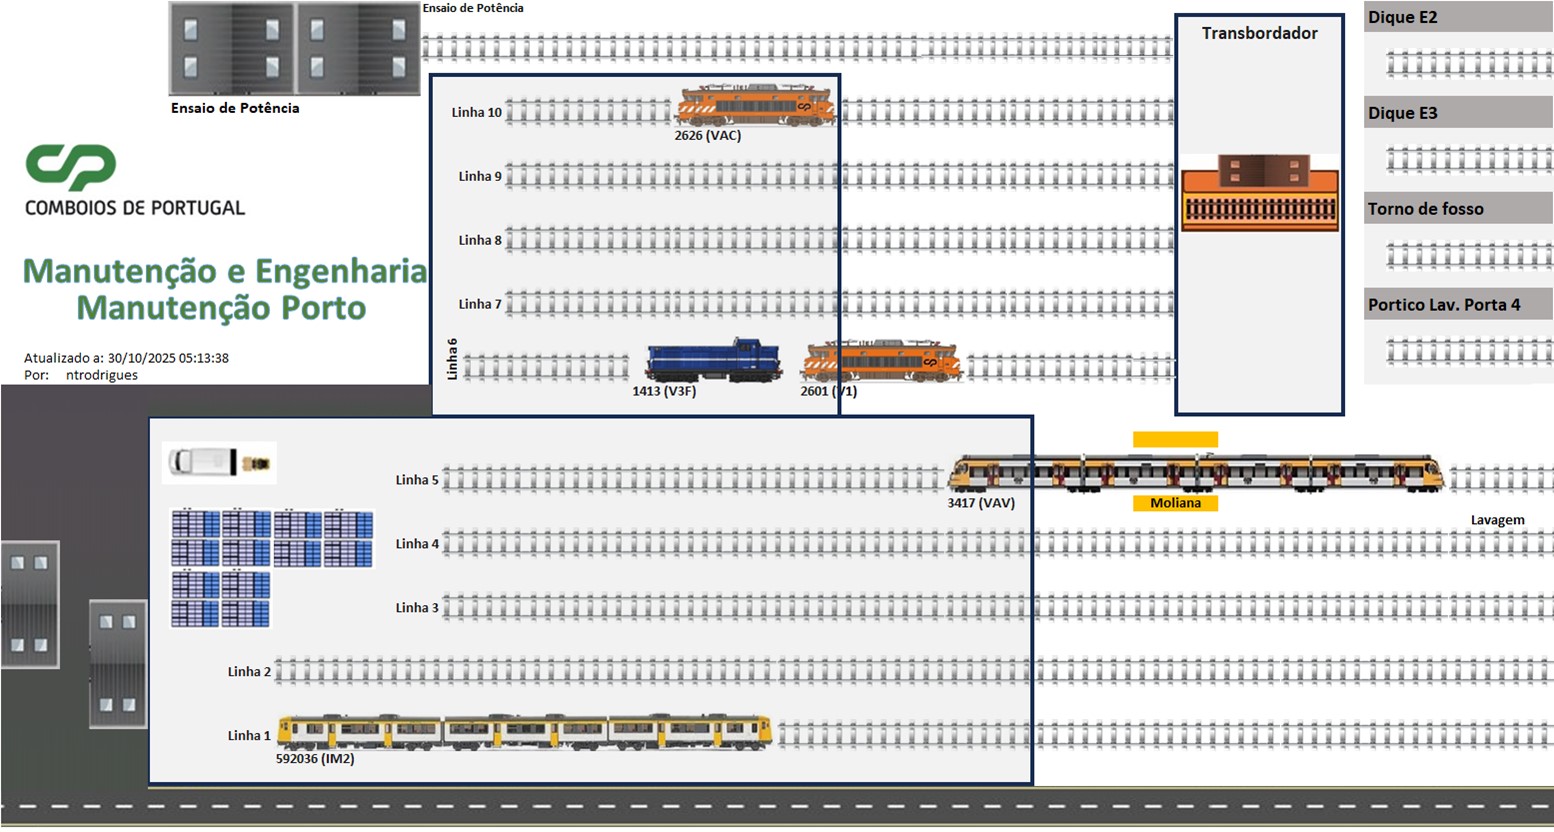 Ensaio de Potência
Ensaio de Potência
Transbordador
Dique E2
Dique E3
Torno de fosso
Portico Lav. Porta 4
CP
COMBOIOS DE PORTUGAL
Manutenção e Engenharia
Manutenção Porto
Atualizado a: 30/10/2025 05:13:38
Por: ntrodrigues
Linha 10
2626 (VAC)
Linha 9
Linha 8
Linha 7
Linha 6
1413 (V3F)
2601 (V1)
Linha 5
3417 (VAV)
Moliana
Lavagem
Linha 4
Linha 3
Linha 2
Linha 1
592036 (IM2)